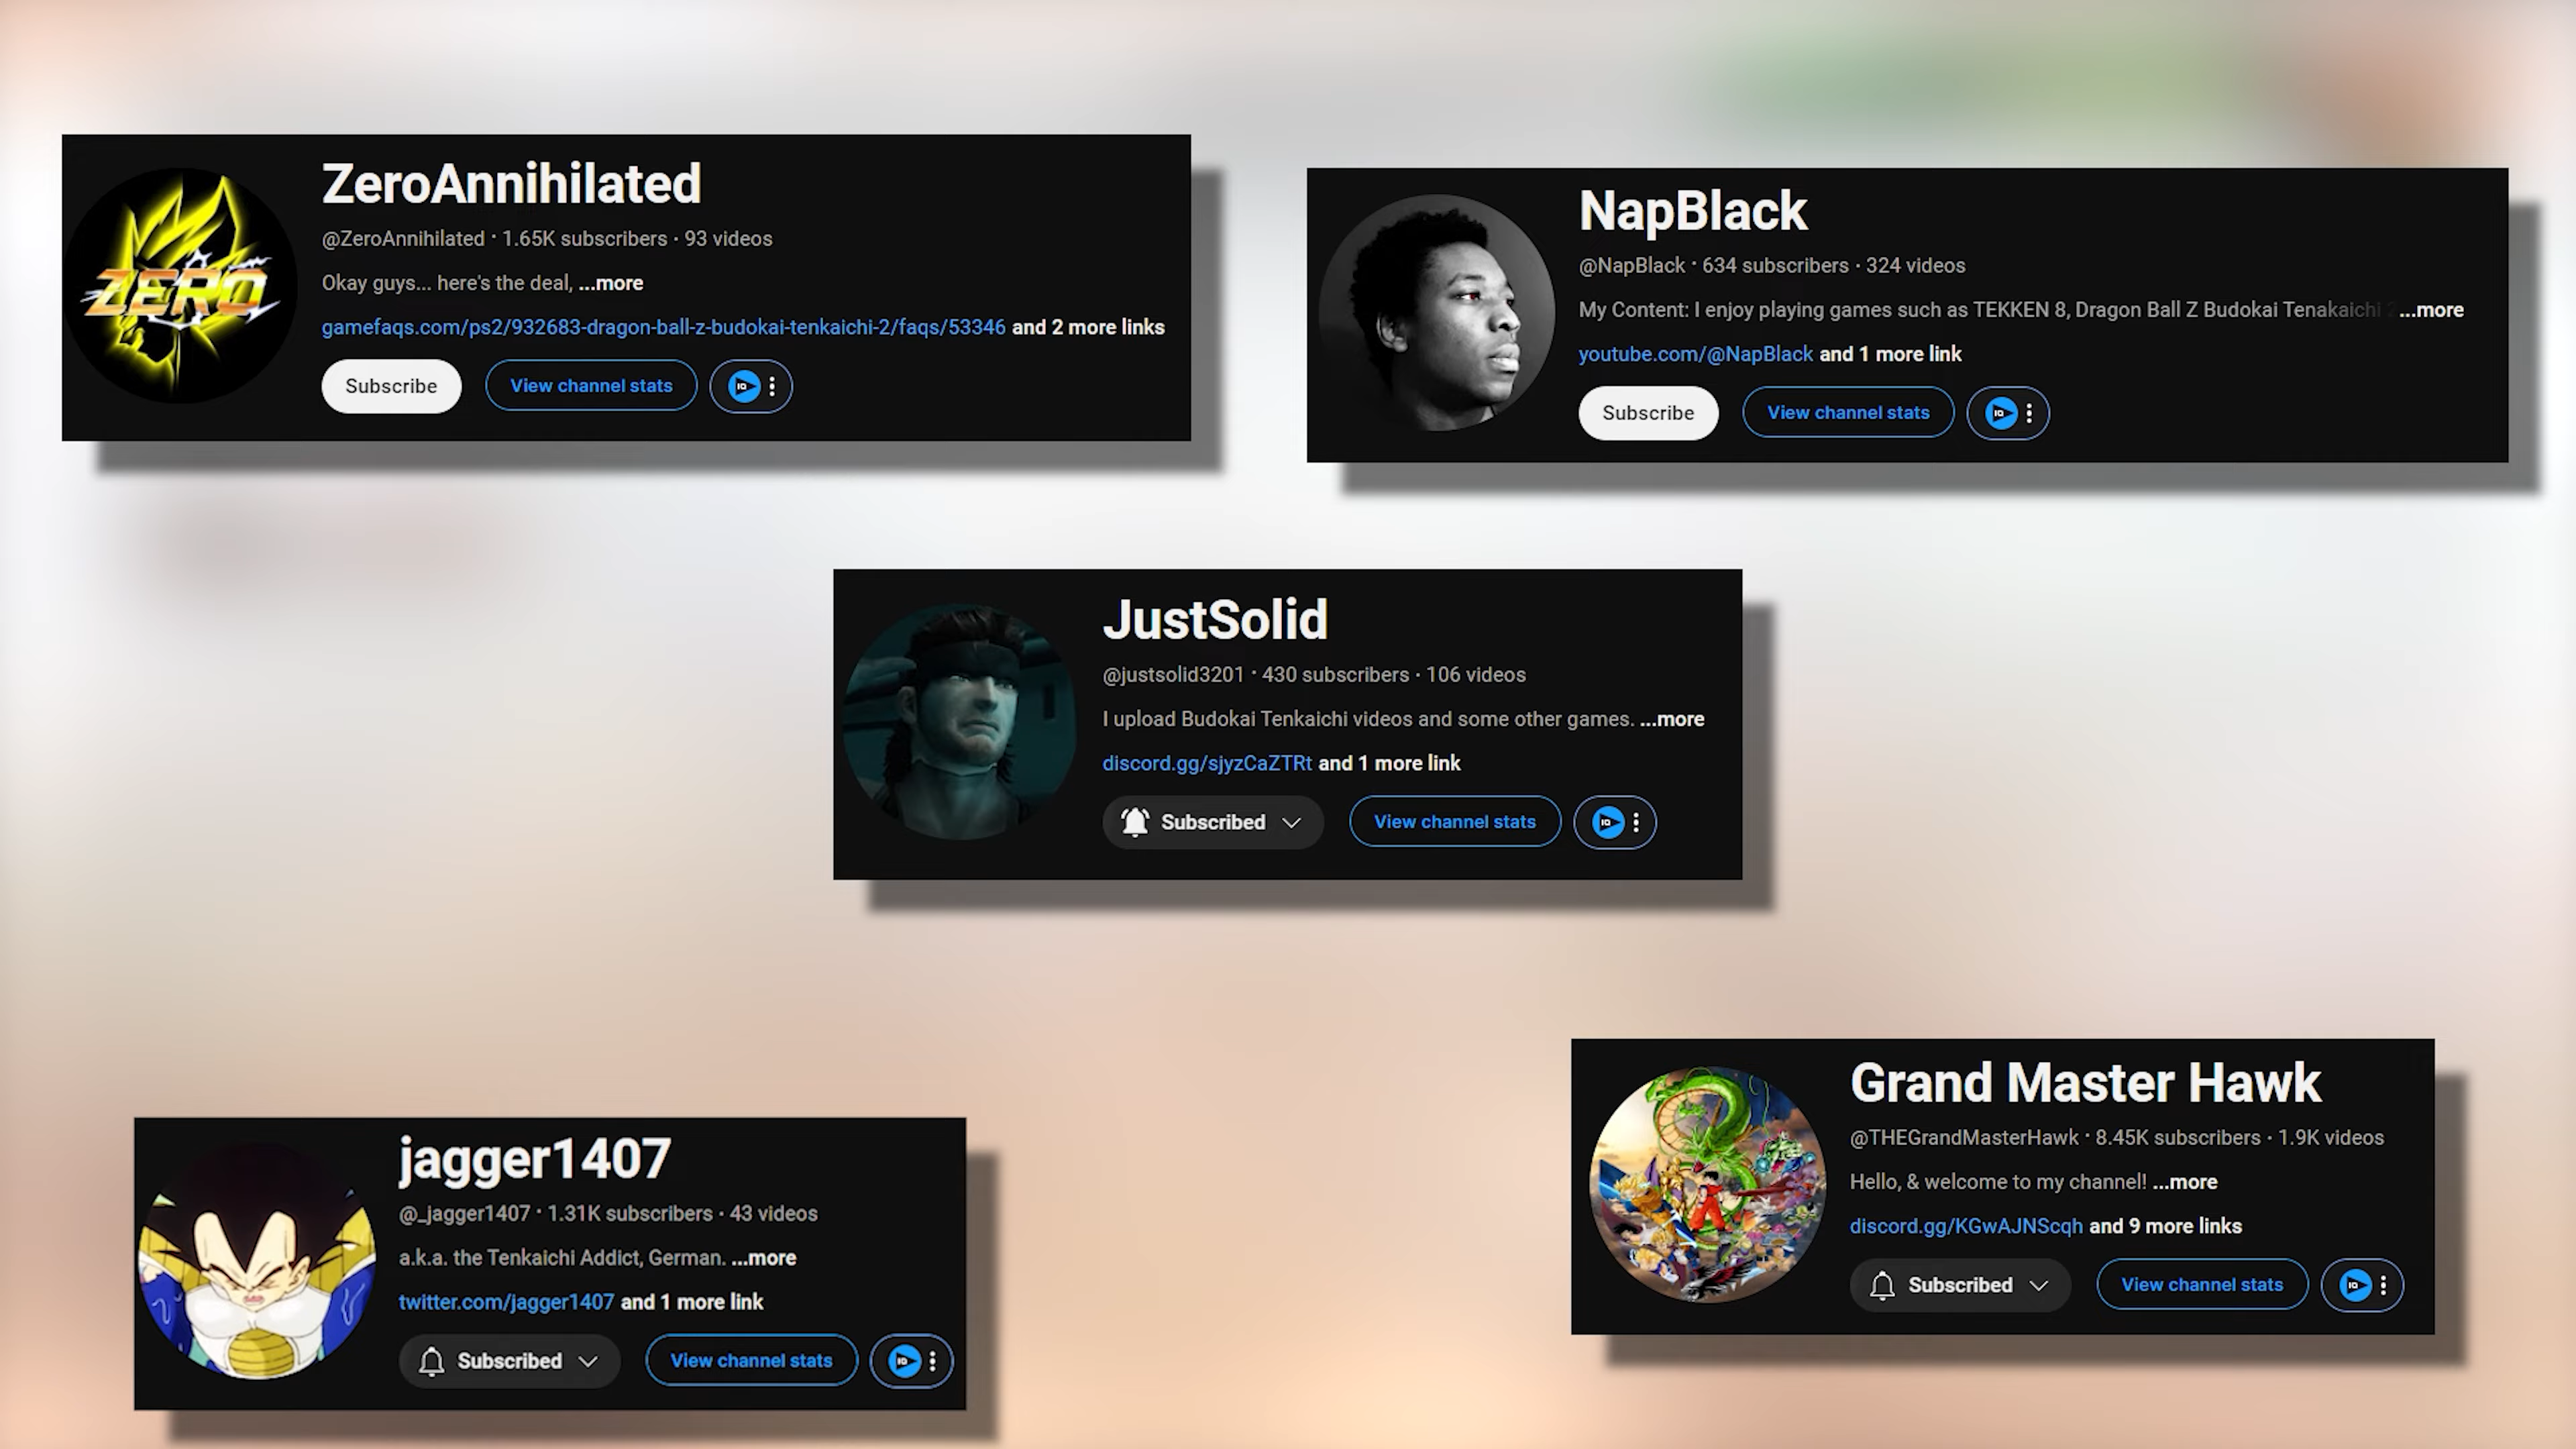 ZERO
ZeroAnnihilated
@ZeroAnnihilated · 1.65K subscribers · 93 videos
Okay guys... here's the deal, ...more
gamefaqs.com/ps2/932683-dragon-ball-z-budokai-tenkaichi-2/faqs/53346 and 2 more links
Subscribe
View channel stats
NapBlack
@NapBlack · 634 subscribers · 324 videos
My Content: I enjoy playing games such as TEKKEN 8, Dragon Ball Z Budokai Tenakaichi 2 ...more
youtube.com/@NapBlack and 1 more link
Subscribe
View channel stats
JustSolid
@justsolid3201 · 430 subscribers · 106 videos
I upload Budokai Tenkaichi videos and some other games. ...more
discord.gg/sjyzCaZTRt and 1 more link
Subscribed
View channel stats
jagger1407
@_jagger1407 · 1.31K subscribers · 43 videos
a.k.a. the Tenkaichi Addict, German. ...more
twitter.com/jagger1407 and 1 more link
Subscribed
View channel stats
Grand Master Hawk
@THEGrandMasterHawk · 8.45K subscribers · 1.9K videos
Hello, & welcome to my channel! ...more
discord.gg/KGwAJNScqh and 9 more links
Subscribed
View channel stats